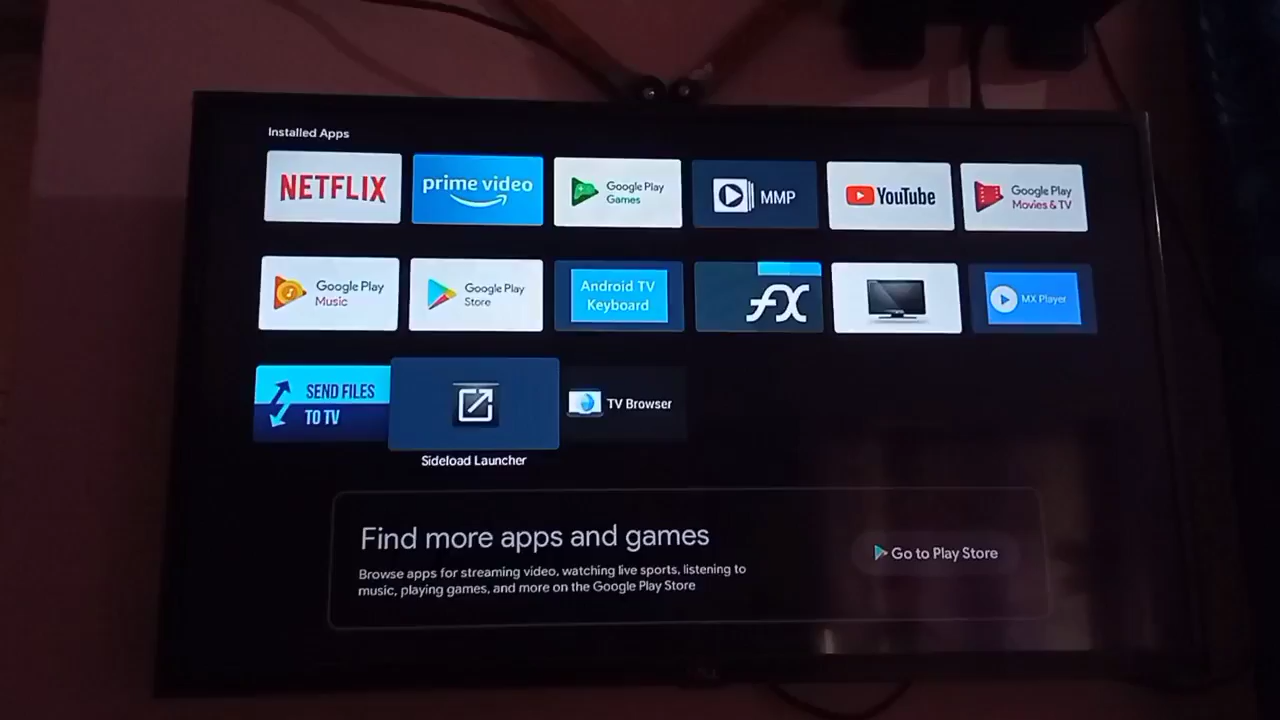 Installed Apps
NETFLIX
prime video
Google Play
Games
MMP
YouTube
Google Play
Movies & TV
Google Play
Music
Google Play
Store
Android TV
Keyboard
FX
MX Player
SEND FILES
TO TV
TV Browser
Sideload Launcher
Find more apps and games
Browse apps for streaming video, watching live sports, listening to
music, playing games, and more on the Google Play Store
Go to Play Store